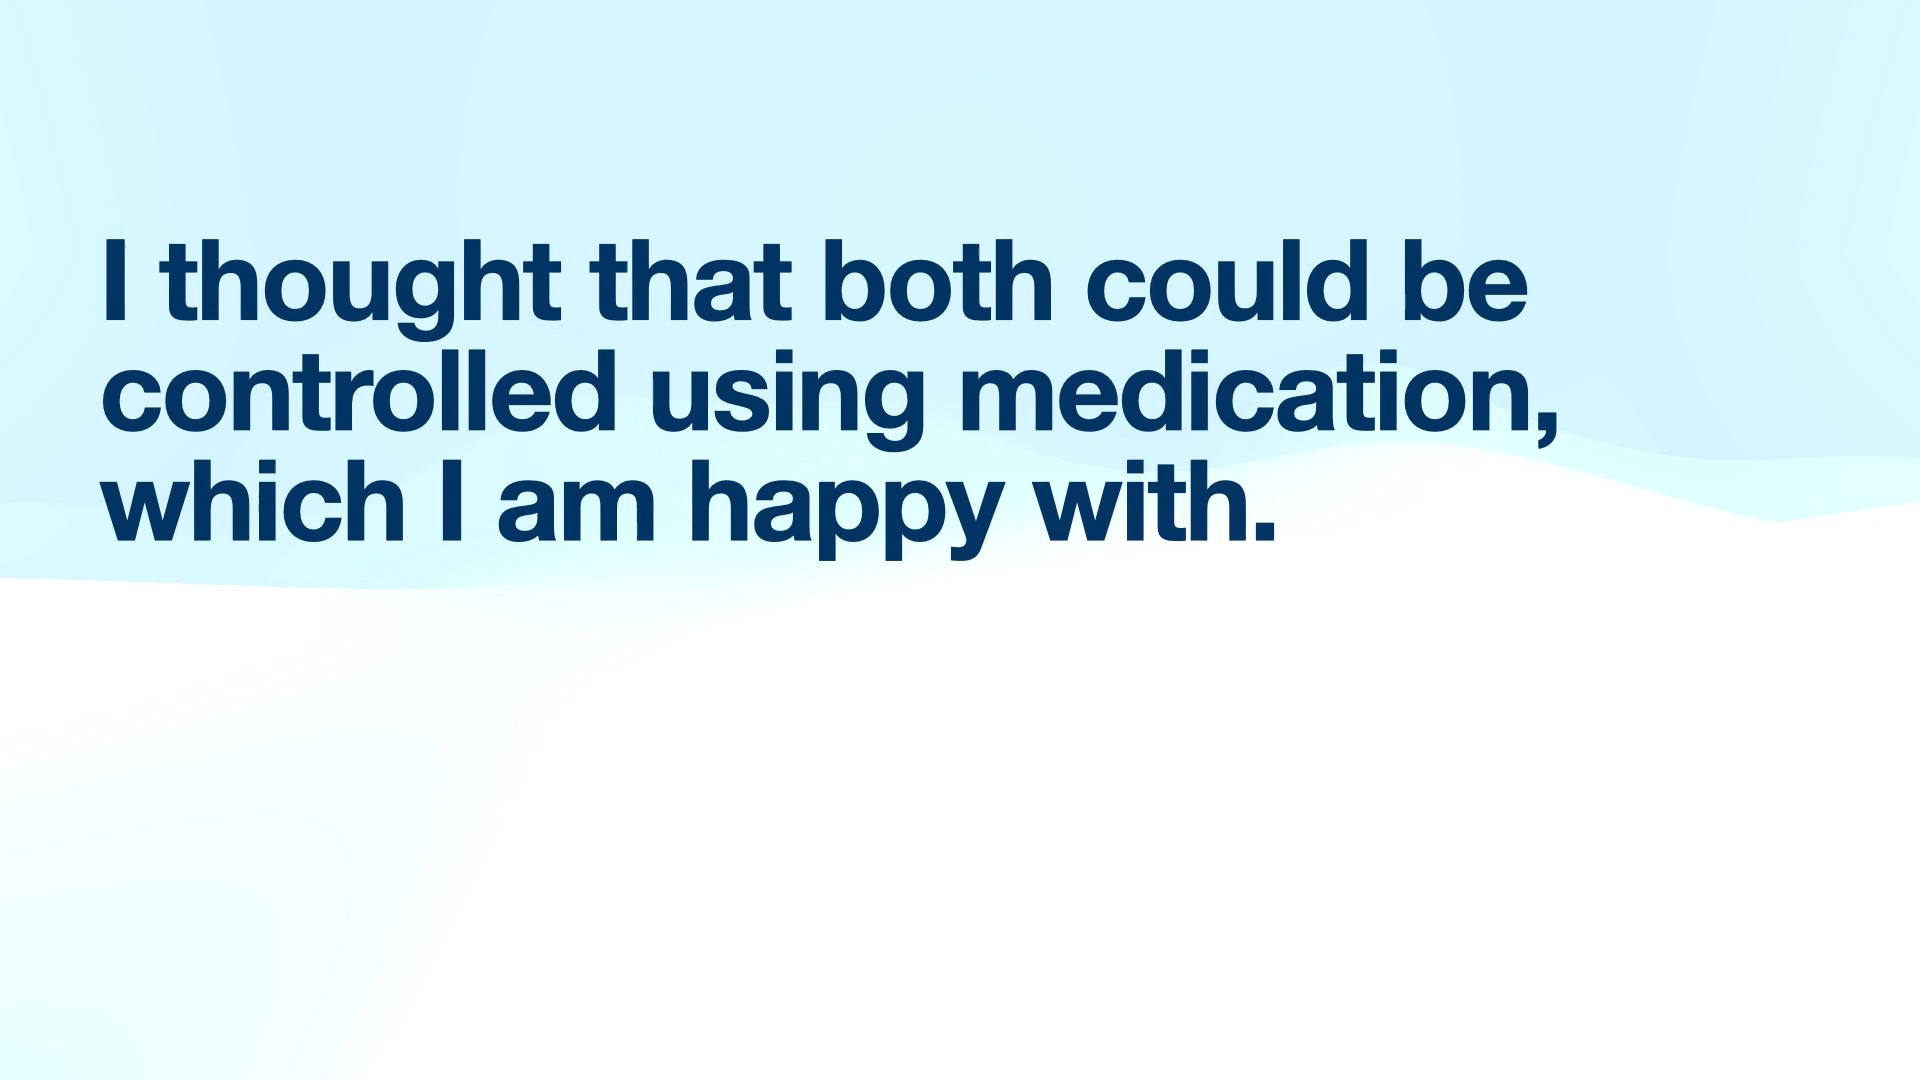 I thought that both could be
controlled using medication,
which I am happy with.